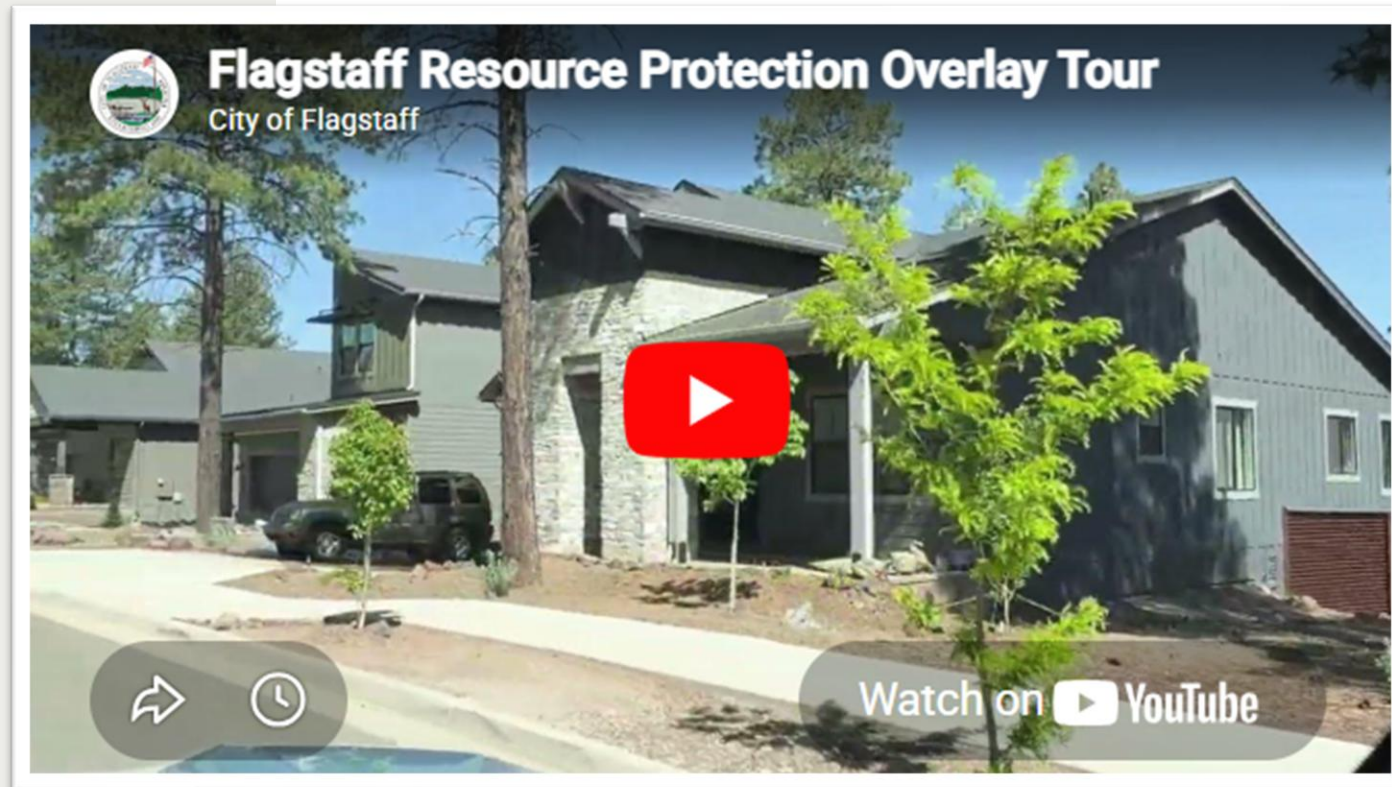 Flagstaff Resource Protection Overlay Tour
City of Flagstaff
Watch on YouTube